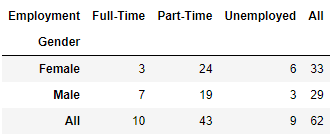 Employment Full-Time Part-Time Unemployed All
Gender
Female 3 24 6 33
Male 7 19 3 29
All 10 43 9 62